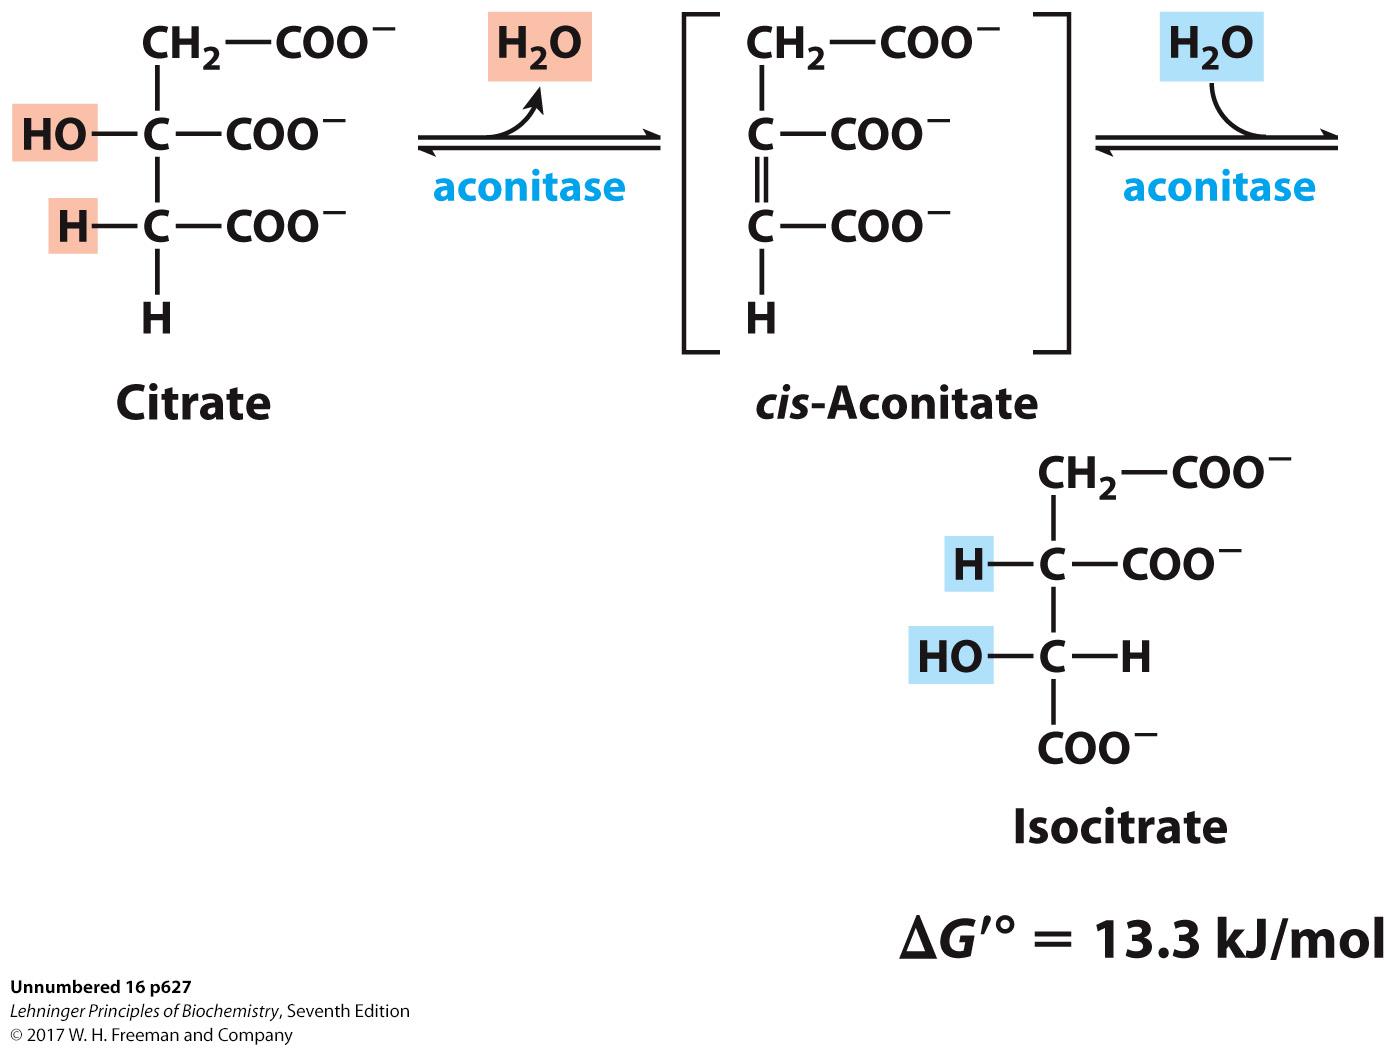 CH₂—COO⁻
HO—C—COO⁻
H—C—COO⁻
H
Citrate
H₂O
aconitase
CH₂—COO⁻
C—COO⁻
C—COO⁻
H
cis-Aconitate
H₂O
aconitase
CH₂—COO⁻
H—C—COO⁻
HO—C—H
COO⁻
Isocitrate
ΔG′° = 13.3 kJ/mol
Unnumbered 16 p627
Lehninger Principles of Biochemistry, Seventh Edition
© 2017 W. H. Freeman and Company